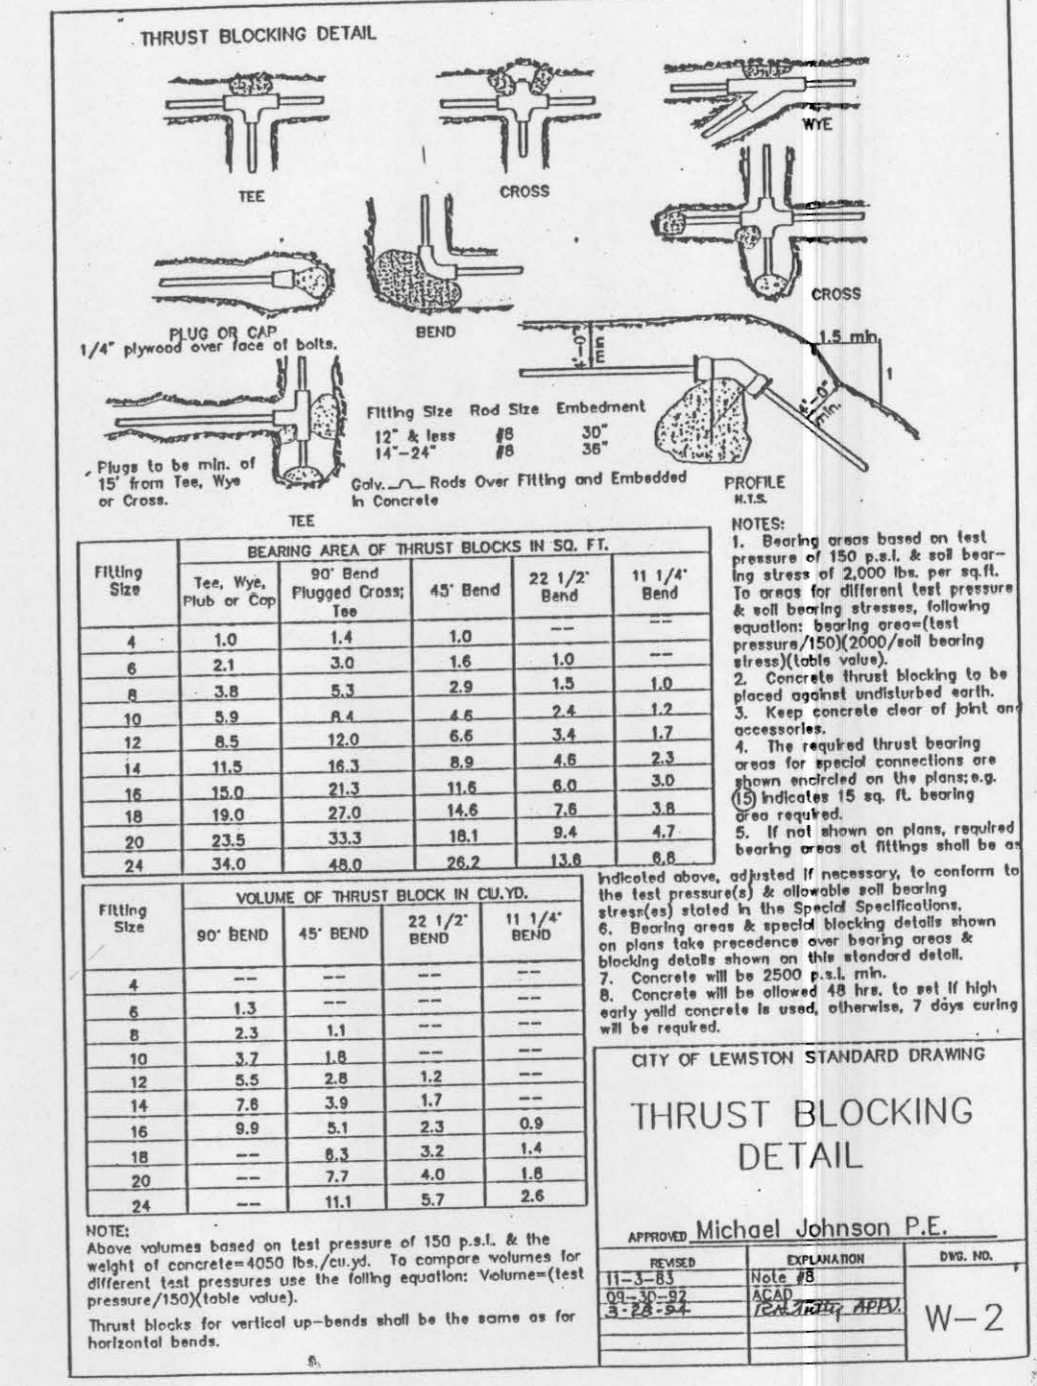 THRUST BLOCKING DETAIL
TEE
CROSS
WYE
PLUG OR CAP
1/4" plywood over face of bolts.
BEND
CROSS
4'-0"
min
1.5 min.
1
4'-0"
min.
Fitting Size Rod Size Embedment
12" & less #8 30"
14"-24" #8 36"
Galv. Rods Over Fitting and Embedded
In Concrete
Plugs to be min. of
15' from Tee, Wye
or Cross.
TEE
PROFILE
N.T.S.
BEARING AREA OF THRUST BLOCKS IN SQ. FT.
Fitting Size | Tee, Wye, Plub or Cap | 90° Bend Plugged Cross; Tee | 45° Bend | 22 1/2° Bend | 11 1/4° Bend
4 1.0 1.4 1.0 -- --
6 2.1 3.0 1.6 1.0 --
8 3.8 5.3 2.9 1.5 1.0
10 5.9 8.4 4.6 2.4 1.2
12 8.5 12.0 6.6 3.4 1.7
14 11.5 16.3 8.9 4.6 2.3
16 15.0 21.3 11.6 6.0 3.0
18 19.0 27.0 14.6 7.6 3.8
20 23.5 33.3 18.1 9.4 4.7
24 34.0 48.0 26.2 13.6 6.8
NOTES:
1. Bearing areas based on test
pressure of 150 p.s.i. & soil bear-
ing stress of 2,000 lbs. per sq.ft.
To areas for different test pressure
& soil bearing stresses, following
equation: bearing area=(test
pressure/150)(2000/soil bearing
stress)(table value).
2. Concrete thrust blocking to be
placed against undisturbed earth.
3. Keep concrete clear of joint and
accessories.
4. The required thrust bearing
areas for special connections are
shown encircled on the plans; e.g.
15 indicates 15 sq. ft. bearing
area required.
5. If not shown on plans, required
bearing areas at fittings shall be as
indicated above, adjusted if necessary, to conform to
the test pressure(s) & allowable soil bearing
stress(es) stated in the Special Specifications.
6. Bearing areas & special blocking details shown
on plans take precedence over bearing areas &
blocking details shown on this standard detail.
7. Concrete will be 2500 p.s.i. min.
8. Concrete will be allowed 48 hrs. to set if high
early yeild concrete is used, otherwise, 7 days curing
will be required.
VOLUME OF THRUST BLOCK IN CU.YD.
Fitting Size | 90° BEND | 45° BEND | 22 1/2° BEND | 11 1/4° BEND
4 -- -- -- --
6 1.3 -- -- --
8 2.3 1.1 -- --
10 3.7 1.8 -- --
12 5.5 2.8 1.2 --
14 7.6 3.9 1.7 --
16 9.9 5.1 2.3 0.9
18 -- 6.3 3.2 1.4
20 -- 7.7 4.0 1.8
24 -- 11.1 5.7 2.6
NOTE:
Above volumes based on test pressure of 150 p.s.i. & the
weight of concrete=4050 lbs./cu.yd. To compare volumes for
different test pressures use the folling equation: Volume=(test
pressure/150)(table value).
Thrust blocks for vertical up-bends shall be the same as for
horizontal bends.
CITY OF LEWISTON STANDARD DRAWING
THRUST BLOCKING
DETAIL
APPROVED Michael Johnson P.E.
REVISED EXPLANATION DWG. NO.
11-3-83 Note #8
09-30-92 ACAD
3-28-94 APPV.
W-2